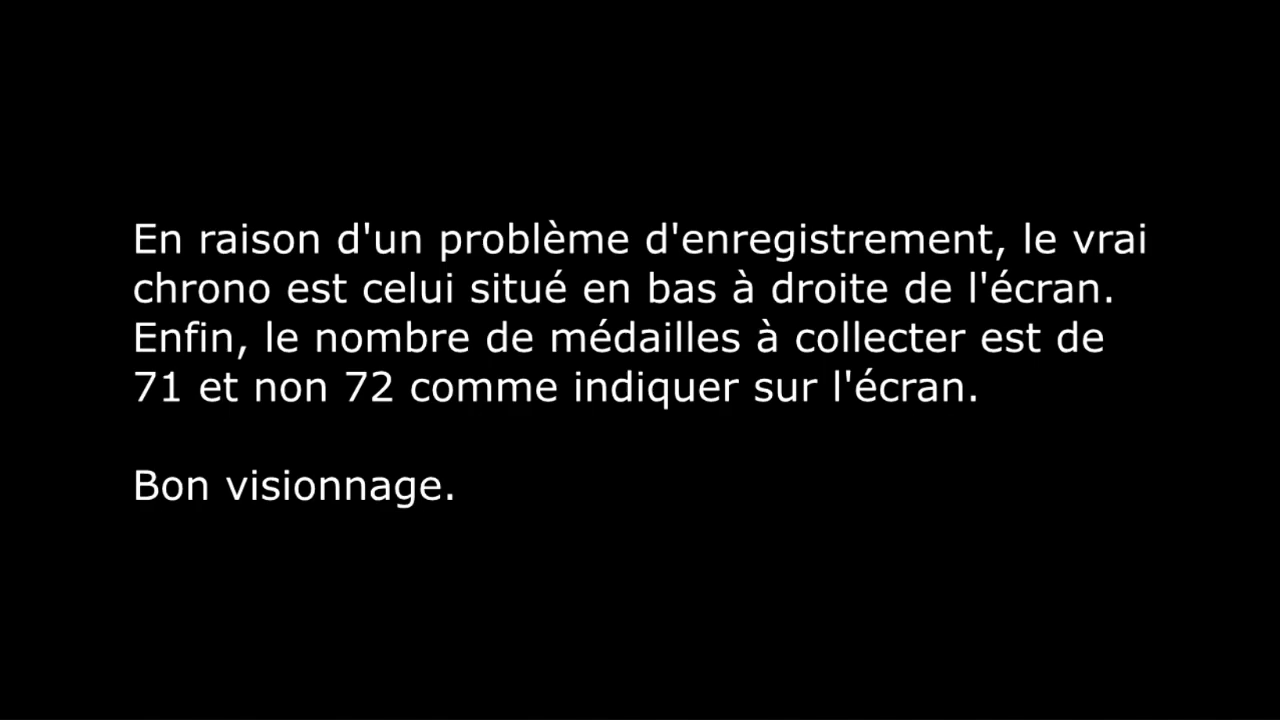 En raison d'un problème d'enregistrement, le vrai
chrono est celui situé en bas à droite de l'écran.
Enfin, le nombre de médailles à collecter est de
71 et non 72 comme indiquer sur l'écran.
Bon visionnage.